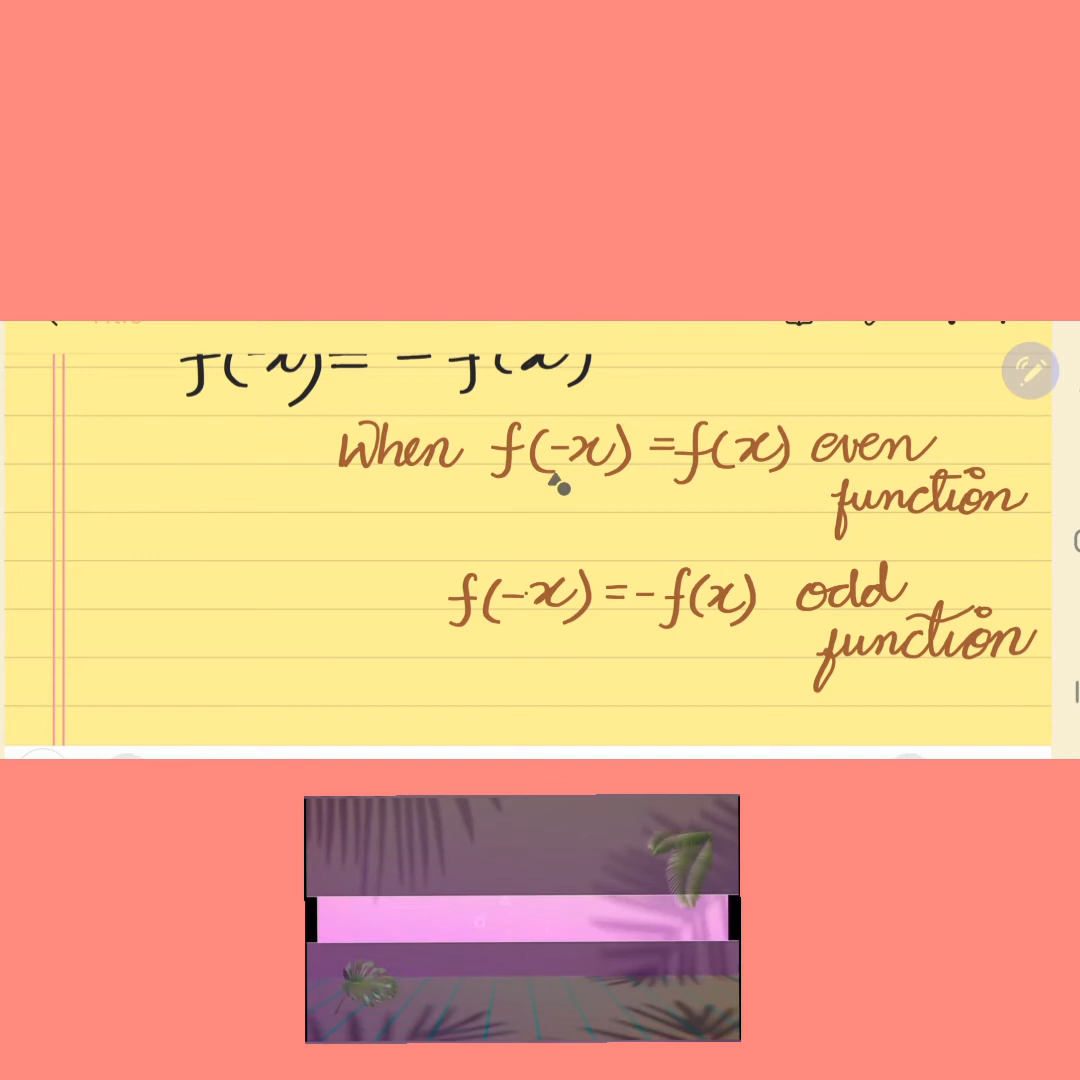 f(-x)= -f(x)
When f(-x) =f(x) even
function
f(-x)=-f(x) odd
function